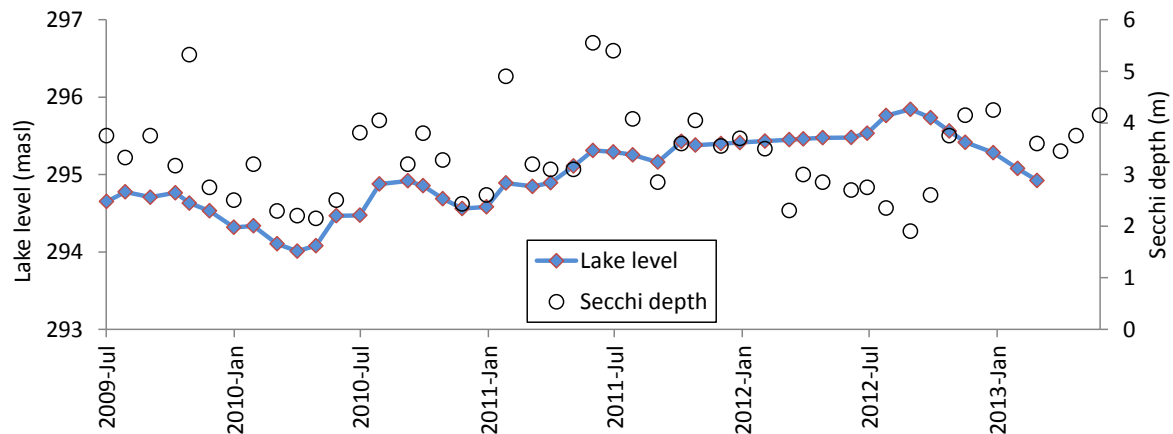 297
296
295
294
293
Lake level (masl)
6
5
4
3
2
1
0
Secchi depth (m)
Lake level
Secchi depth
2009-Jul
2010-Jan
2010-Jul
2011-Jan
2011-Jul
2012-Jan
2012-Jul
2013-Jan